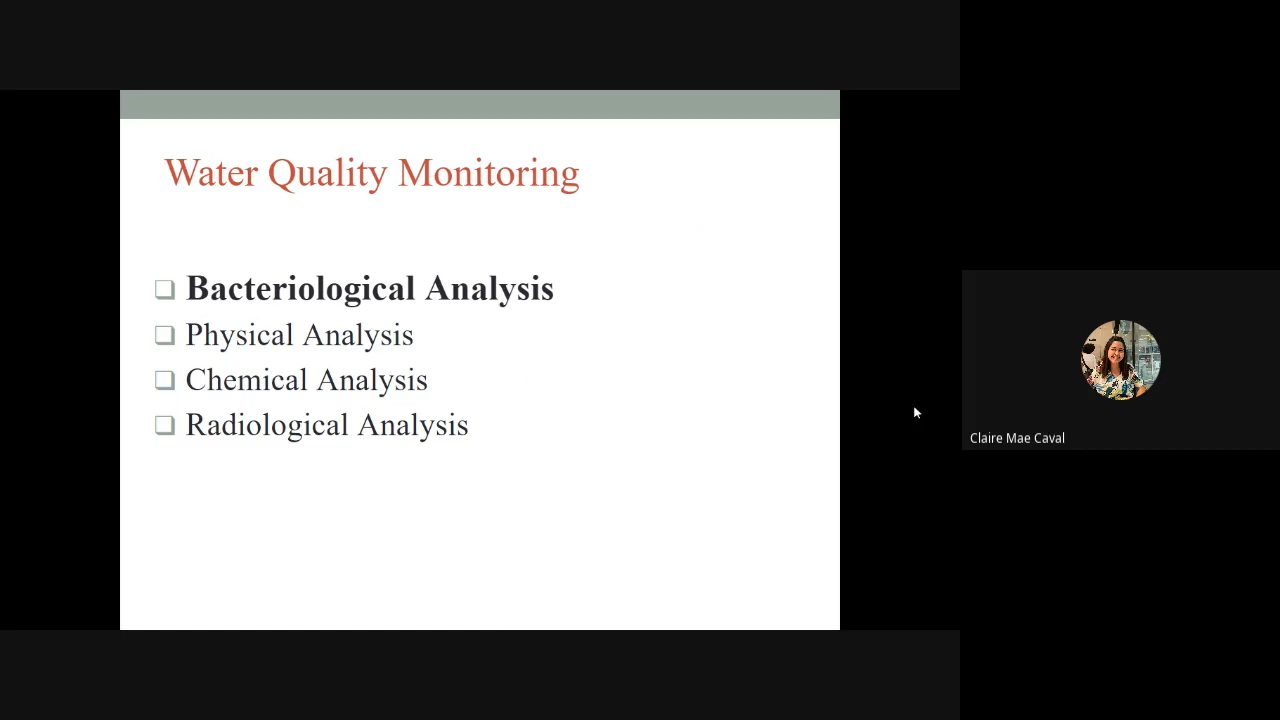 Water Quality Monitoring
Bacteriological Analysis
Physical Analysis
Chemical Analysis
Radiological Analysis
Claire Mae Caval